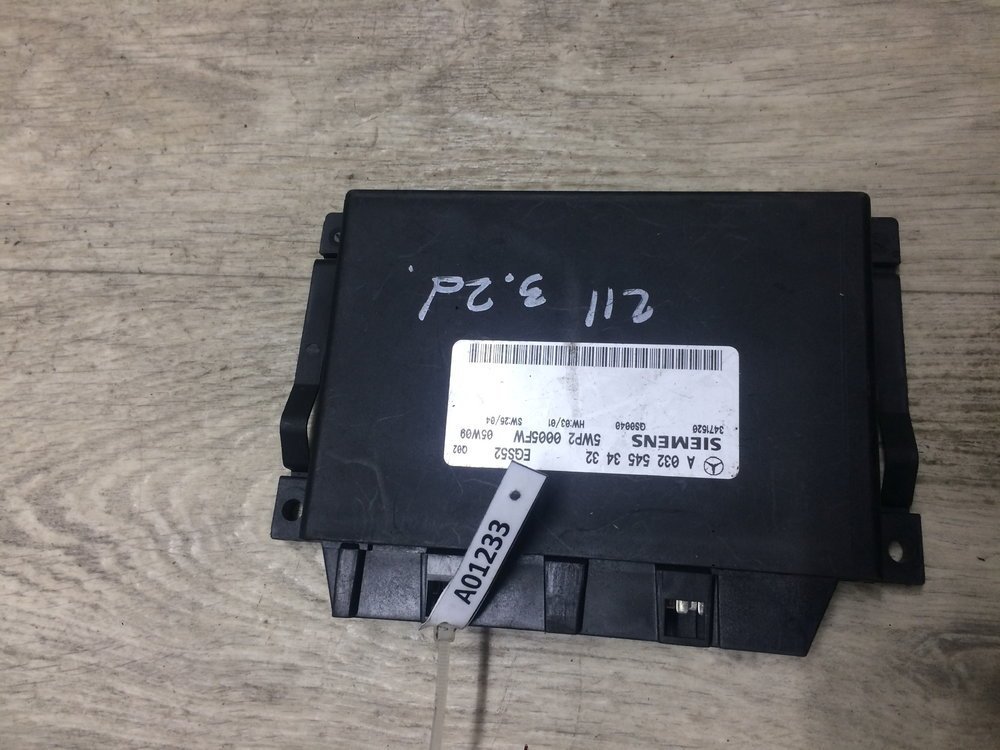 A 032 545 34 32 EGS52 Q02
SIEMENS 5WP2 0005FW 05W09
3471520 GS0040 HW:03/01 SW:25/04
211 3.2d.
A01233